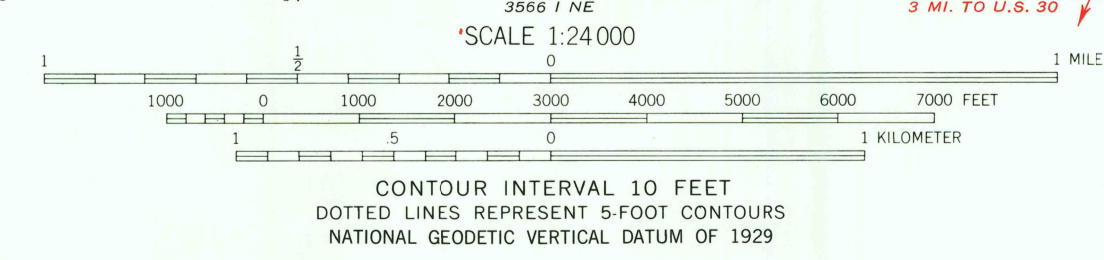 3566 I NE
3 MI. TO U.S. 30
SCALE 1:24 000
1 1/2 0 1 MILE
1000 0 1000 2000 3000 4000 5000 6000 7000 FEET
1 .5 0 1 KILOMETER
CONTOUR INTERVAL 10 FEET
DOTTED LINES REPRESENT 5-FOOT CONTOURS
NATIONAL GEODETIC VERTICAL DATUM OF 1929